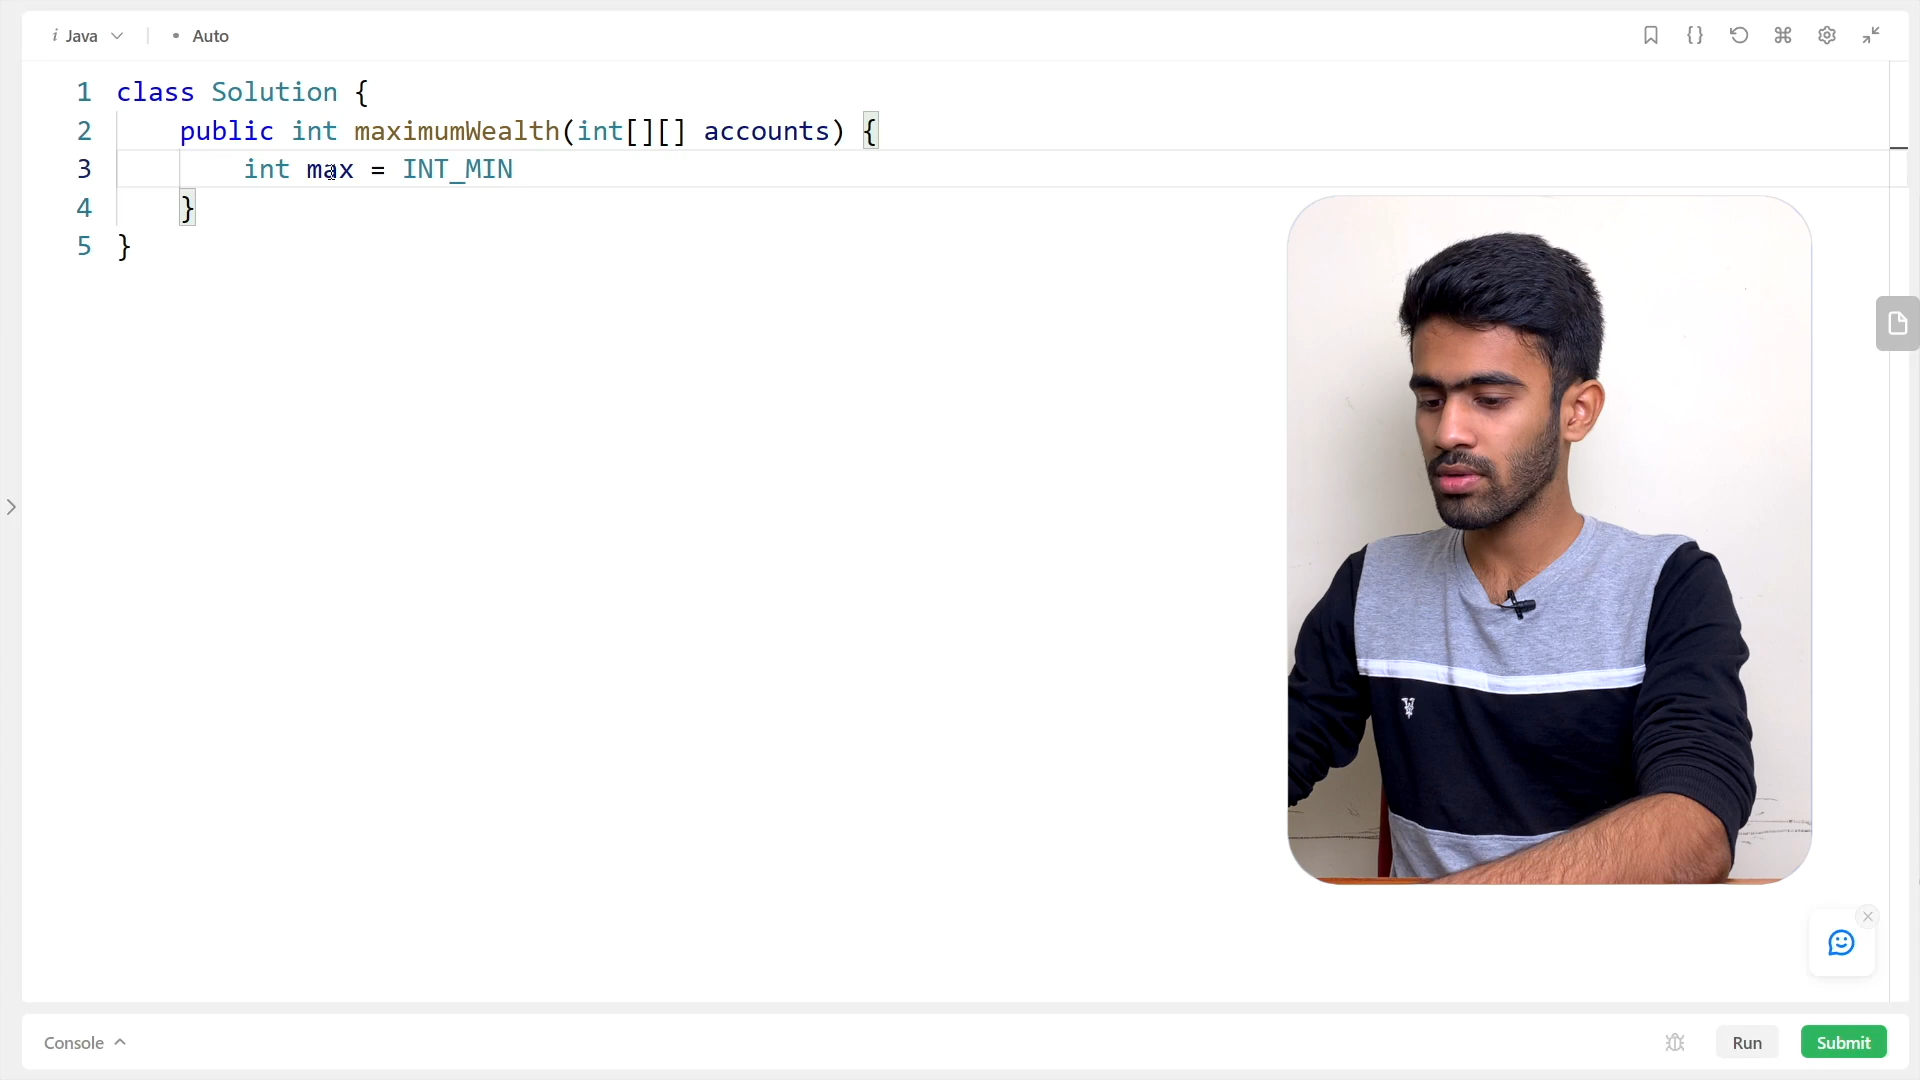 i Java
• Auto
1 class Solution {
2 public int maximumWealth(int[][] accounts) {
3 int max = INT_MIN
4 }
5 }
Console
Run
Submit